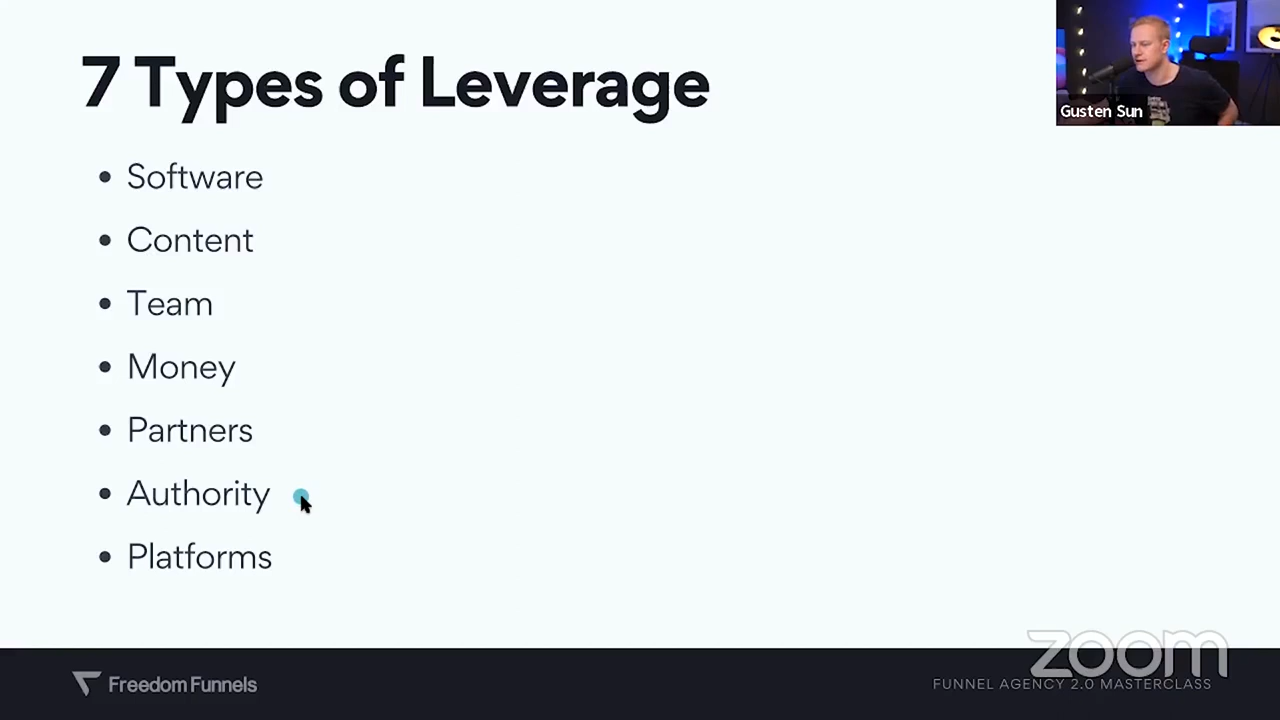 7 Types of Leverage
Gusten Sun
Software
Content
Team
Money
Partners
Authority
Platforms
zoom
Freedom Funnels
FUNNEL AGENCY 2.0 MASTERCLASS